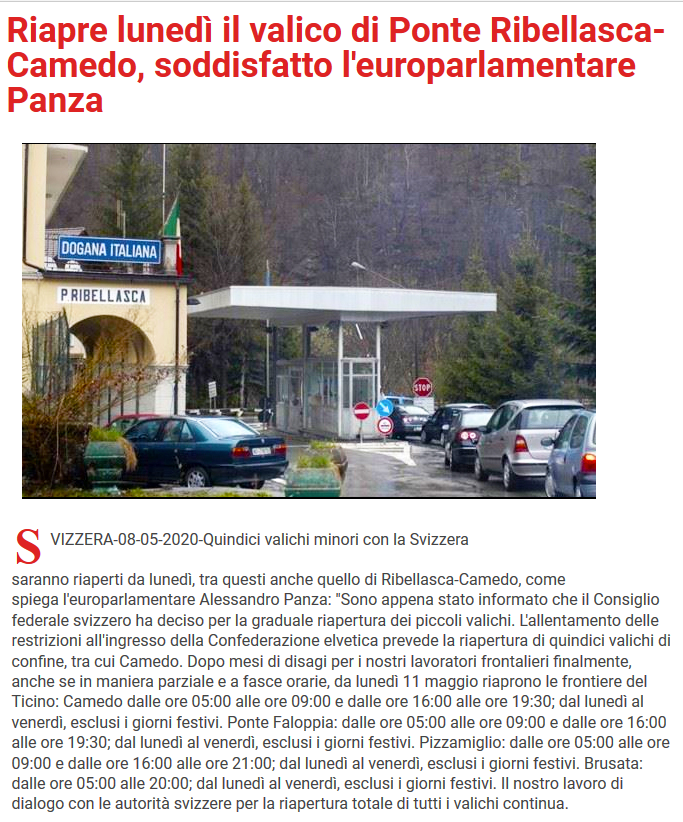 Riapre lunedì il valico di Ponte Ribellasca-
Camedo, soddisfatto l'europarlamentare
Panza
DOGANA ITALIANA
P. RIBELLASCA
STOP
SVIZZERA-08-05-2020-Quindici valichi minori con la Svizzera
saranno riaperti da lunedì, tra questi anche quello di Ribellasca-Camedo, come
spiega l'europarlamentare Alessandro Panza: "Sono appena stato informato che il Consiglio
federale svizzero ha deciso per la graduale riapertura dei piccoli valichi. L'allentamento delle
restrizioni all'ingresso della Confederazione elvetica prevede la riapertura di quindici valichi di
confine, tra cui Camedo. Dopo mesi di disagi per i nostri lavoratori frontalieri finalmente,
anche se in maniera parziale e a fasce orarie, da lunedì 11 maggio riaprono le frontiere del
Ticino: Camedo dalle ore 05:00 alle ore 09:00 e dalle ore 16:00 alle ore 19:30; dal lunedì al
venerdì, esclusi i giorni festivi. Ponte Faloppia: dalle ore 05:00 alle ore 09:00 e dalle ore 16:00
alle ore 19:30; dal lunedì al venerdì, esclusi i giorni festivi. Pizzamiglio: dalle ore 05:00 alle ore
09:00 e dalle ore 16:00 alle ore 21:00; dal lunedì al venerdì, esclusi i giorni festivi. Brusata:
dalle ore 05:00 alle 20:00; dal lunedì al venerdì, esclusi i giorni festivi. Il nostro lavoro di
dialogo con le autorità svizzere per la riapertura totale di tutti i valichi continua.